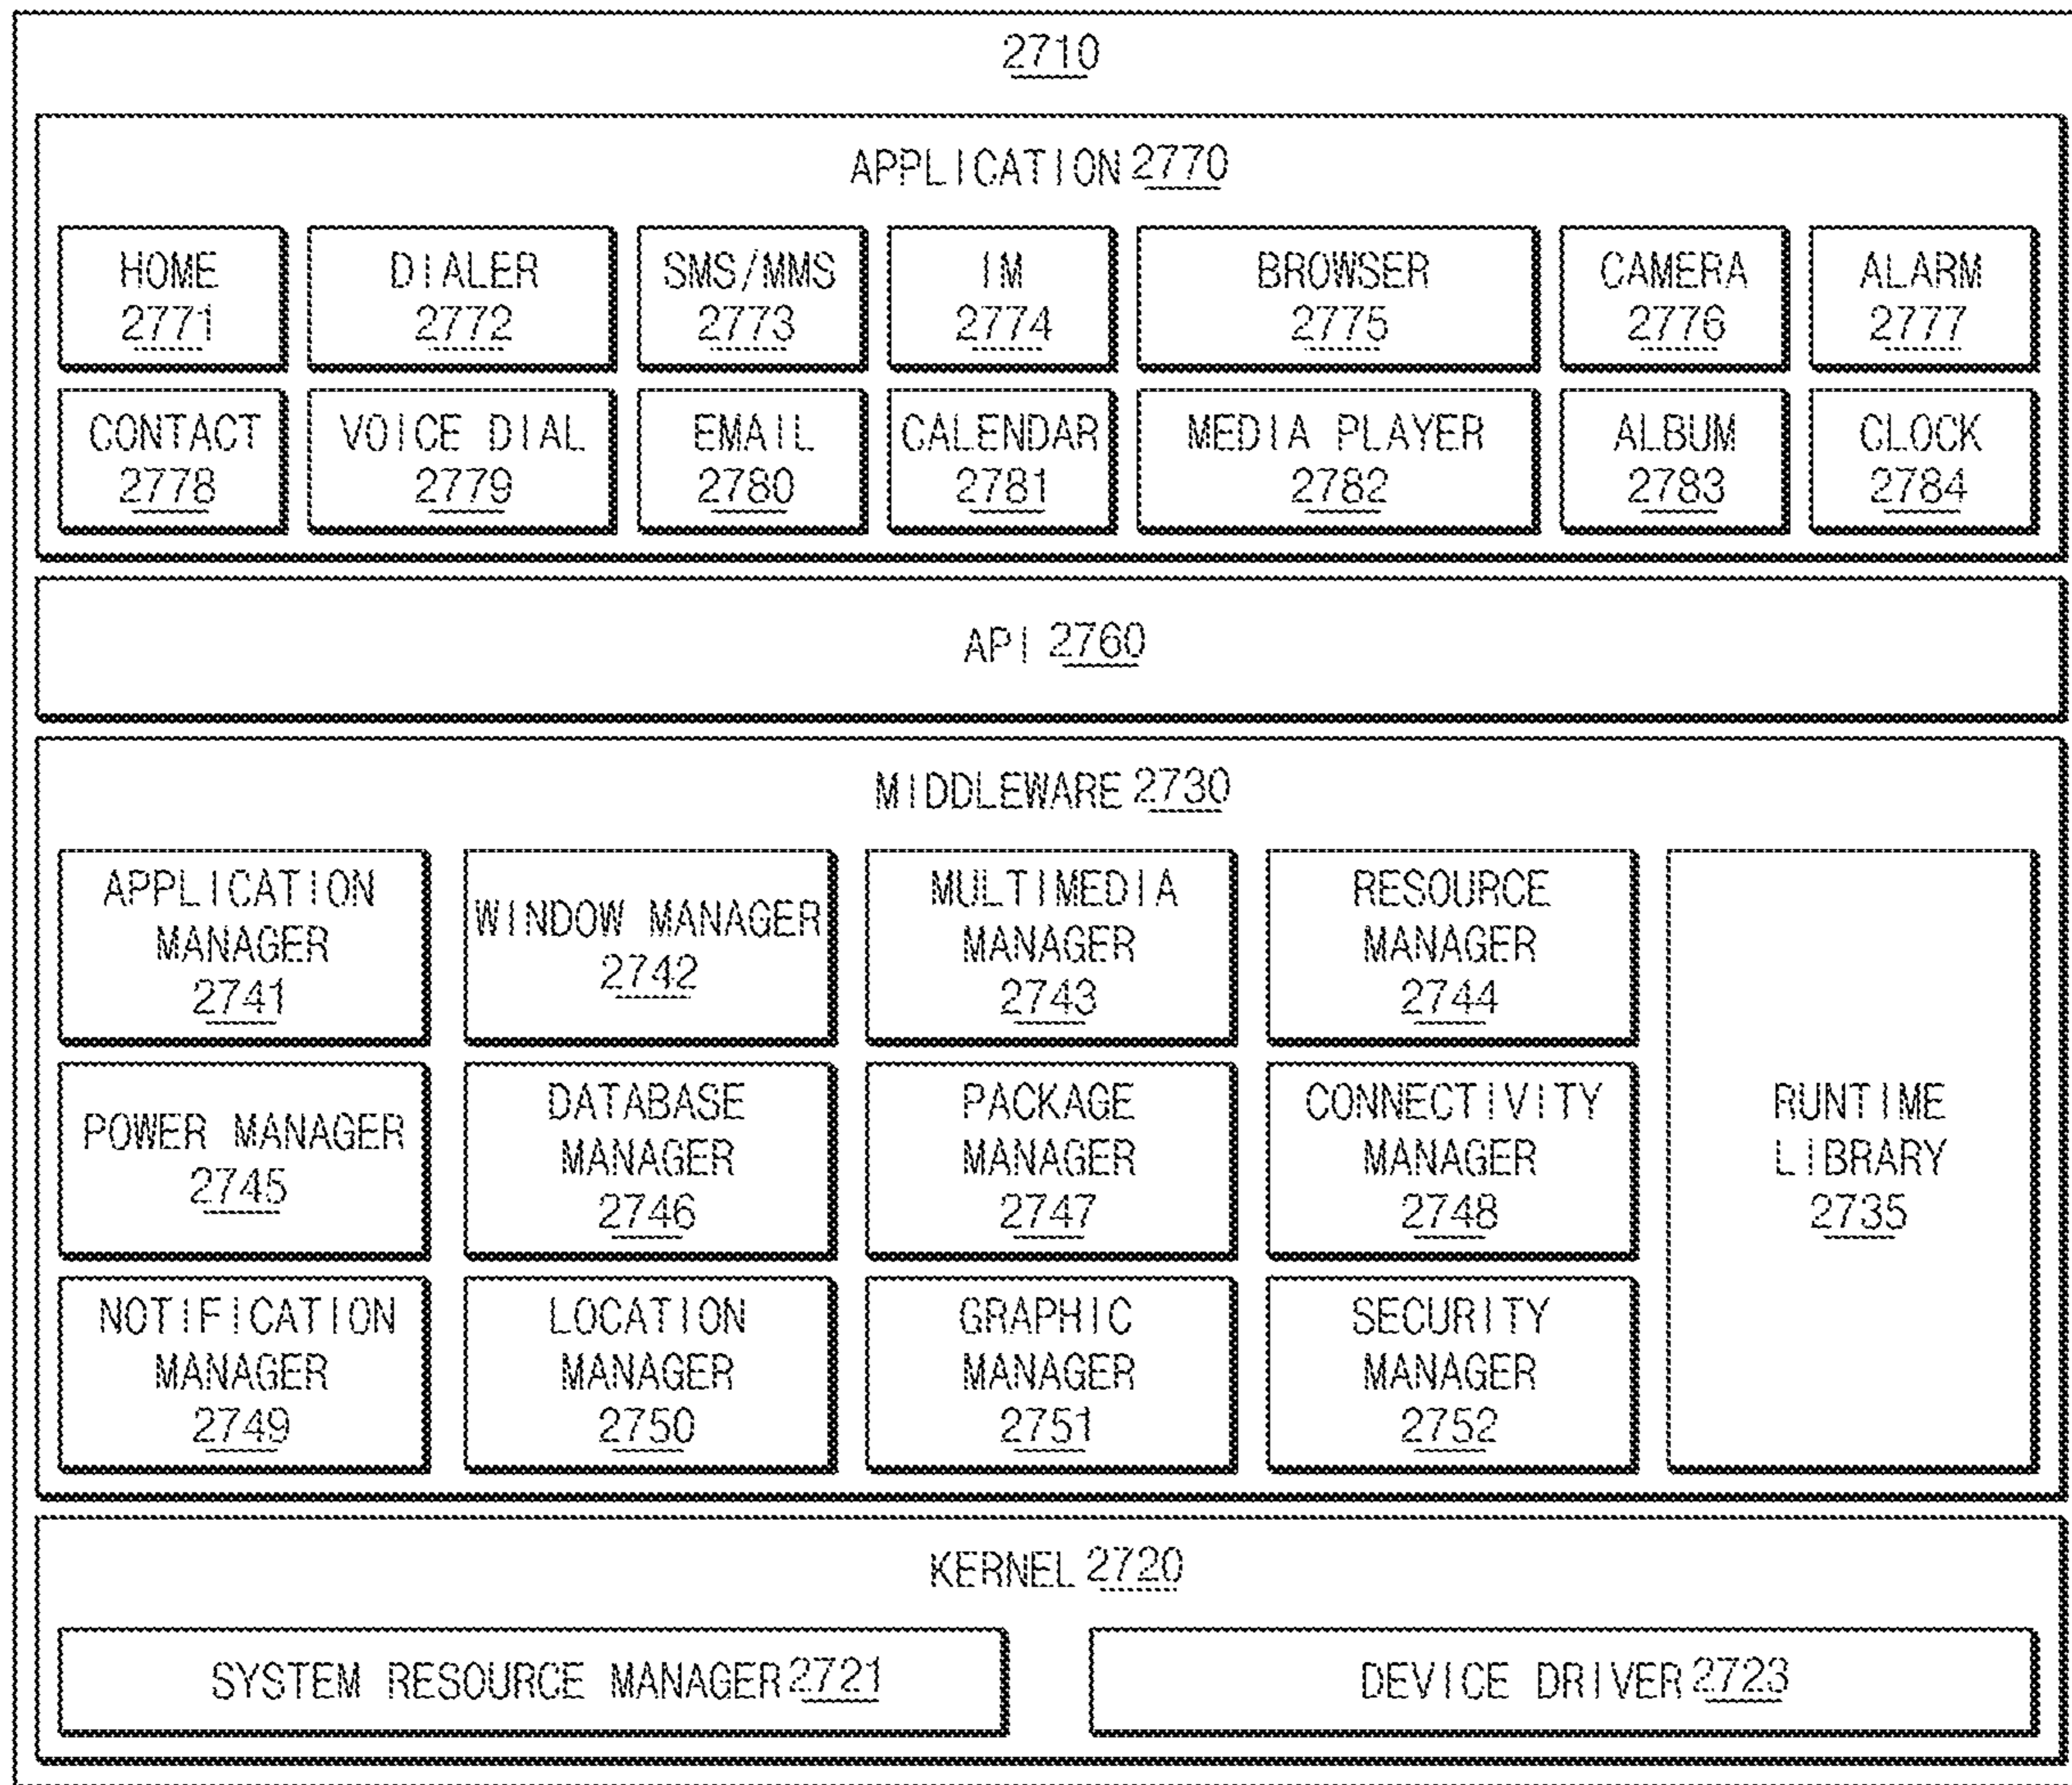 2710
APPLICATION 2770
HOME
2771
DIALER
2772
SMS/MMS
2773
IM
2774
BROWSER
2775
CAMERA
2776
ALARM
2777
CONTACT
2778
VOICE DIAL
2779
EMAIL
2780
CALENDAR
2781
MEDIA PLAYER
2782
ALBUM
2783
CLOCK
2784
API 2760
MIDDLEWARE 2730
APPLICATION
MANAGER
2741
WINDOW MANAGER
2742
MULTIMEDIA
MANAGER
2743
RESOURCE
MANAGER
2744
POWER MANAGER
2745
DATABASE
MANAGER
2746
PACKAGE
MANAGER
2747
CONNECTIVITY
MANAGER
2748
RUNTIME
LIBRARY
2735
NOTIFICATION
MANAGER
2749
LOCATION
MANAGER
2750
GRAPHIC
MANAGER
2751
SECURITY
MANAGER
2752
KERNEL 2720
SYSTEM RESOURCE MANAGER 2721
DEVICE DRIVER 2723